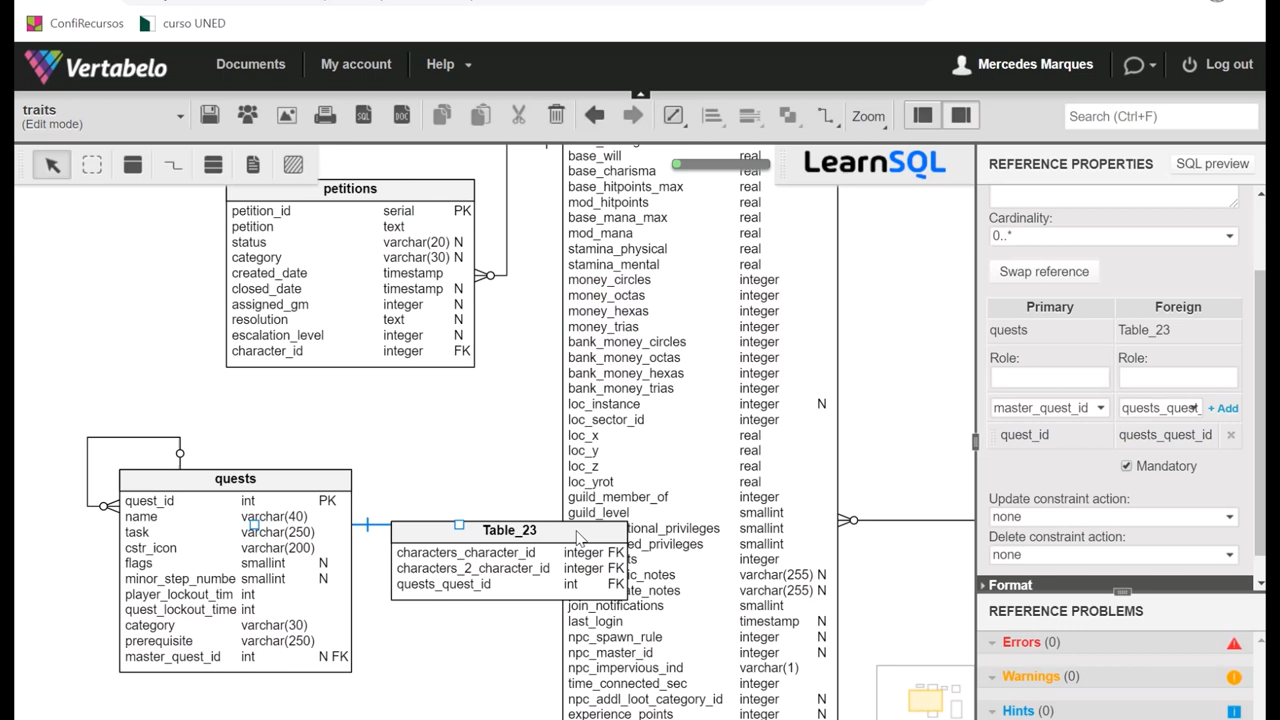 ConfiRecursos
curso UNED
Vertabelo
Documents
My account
Help
Mercedes Marques
Log out
traits
(Edit mode)
SQL
DOC
Zoom
Search (Ctrl+F)
petitions
petition_id serial PK
petition text
status varchar(20) N
category varchar(30) N
created_date timestamp
closed_date timestamp N
assigned_gm integer N
resolution text N
escalation_level integer N
character_id integer FK
quests
quest_id int PK
name varchar(40)
task varchar(250)
cstr_icon varchar(200)
flags smallint N
minor_step_numbe smallint N
player_lockout_tim int
quest_lockout_time int
category varchar(30)
prerequisite varchar(250)
master_quest_id int N FK
Table_23
characters_character_id integer FK
characters_2_character_id integer FK
quests_quest_id int FK
base_will real
base_charisma real
base_hitpoints_max real
mod_hitpoints real
base_mana_max real
mod_mana real
stamina_physical real
stamina_mental real
money_circles integer
money_octas integer
money_hexas integer
money_trias integer
bank_money_circles integer
bank_money_octas integer
bank_money_hexas integer
bank_money_trias integer
loc_instance integer N
loc_sector_id integer
loc_x real
loc_y real
loc_z real
loc_yrot real
guild_member_of integer
guild_level smallint
tional_privileges smallint
ed_privileges smallint
ts integer
ic_notes varchar(255) N
te_notes varchar(255) N
join_notifications smallint
last_login timestamp N
npc_spawn_rule integer N
npc_master_id integer N
npc_impervious_ind varchar(1)
time_connected_sec integer
npc_addl_loot_category_id integer N
experience_points integer N
LearnSQL
REFERENCE PROPERTIES
SQL preview
Cardinality:
0..*
Swap reference
Primary Foreign
quests Table_23
Role: Role:
master_quest_id quests_quest + Add
quest_id quests_quest_id
Mandatory
Update constraint action:
none
Delete constraint action:
none
Format
REFERENCE PROBLEMS
Errors (0)
Warnings (0)
Hints (0)